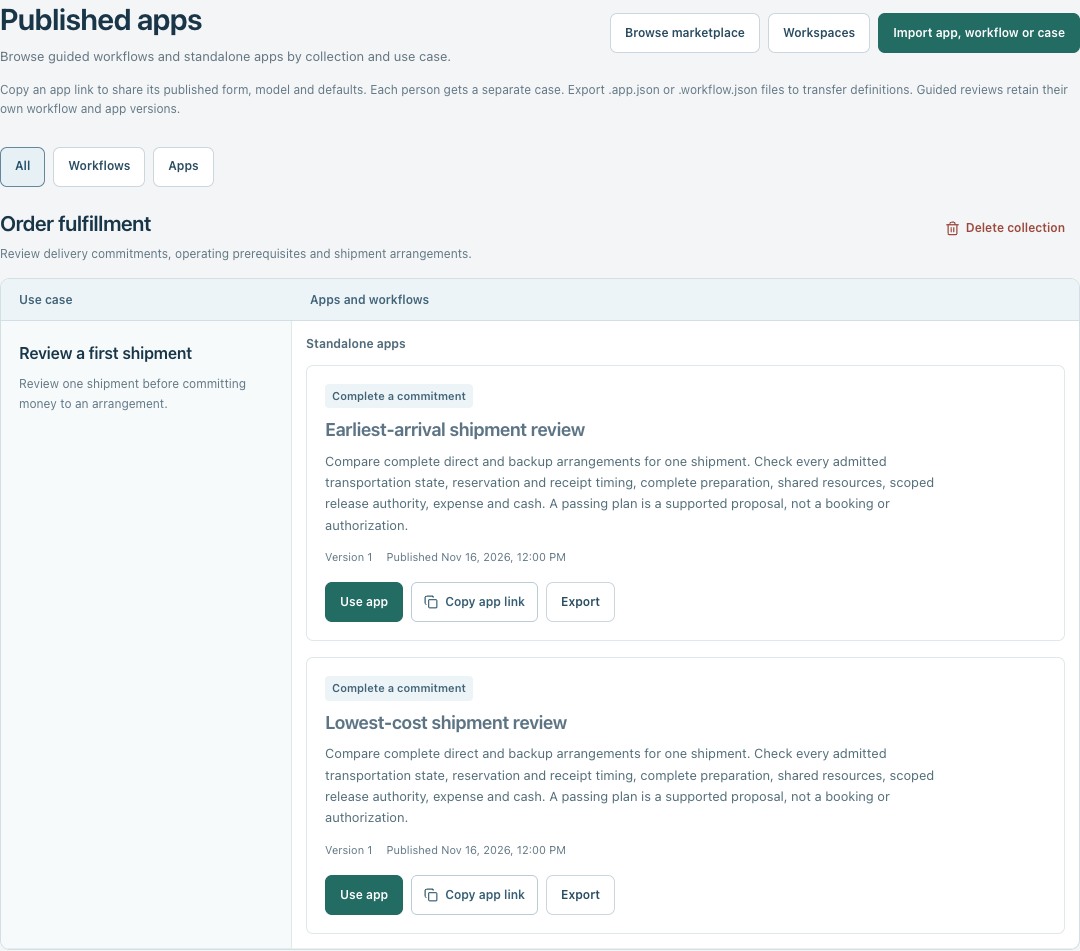 Published apps
Browse marketplace
Workspaces
Import app, workflow or case
Browse guided workflows and standalone apps by collection and use case.
Copy an app link to share its published form, model and defaults. Each person gets a separate case. Export .app.json or .workflow.json files to transfer definitions. Guided reviews retain their
own workflow and app versions.
All
Workflows
Apps
Order fulfillment
Delete collection
Review delivery commitments, operating prerequisites and shipment arrangements.
Use case
Apps and workflows
Review a first shipment
Review one shipment before committing
money to an arrangement.
Standalone apps
Complete a commitment
Earliest-arrival shipment review
Compare complete direct and backup arrangements for one shipment. Check every admitted
transportation state, reservation and receipt timing, complete preparation, shared resources, scoped
release authority, expense and cash. A passing plan is a supported proposal, not a booking or
authorization.
Version 1 Published Nov 16, 2026, 12:00 PM
Use app
Copy app link
Export
Complete a commitment
Lowest-cost shipment review
Compare complete direct and backup arrangements for one shipment. Check every admitted
transportation state, reservation and receipt timing, complete preparation, shared resources, scoped
release authority, expense and cash. A passing plan is a supported proposal, not a booking or
authorization.
Version 1 Published Nov 16, 2026, 12:00 PM
Use app
Copy app link
Export